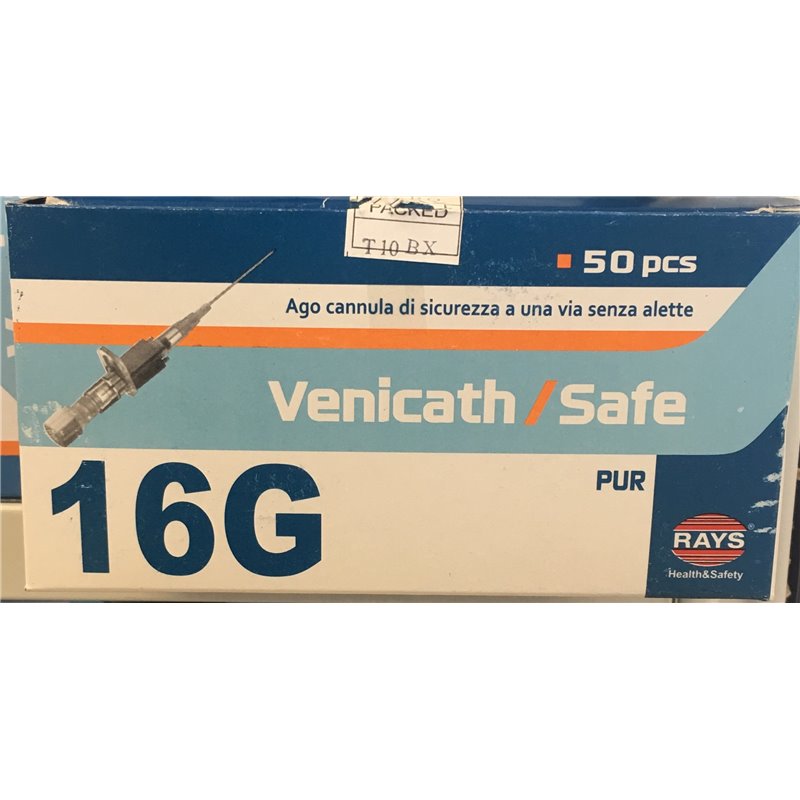 PACKED
T10 BX
50 pcs
Ago cannula di sicurezza a una via senza alette
Venicath / Safe
16G
PUR
RAYS®
Health&Safety